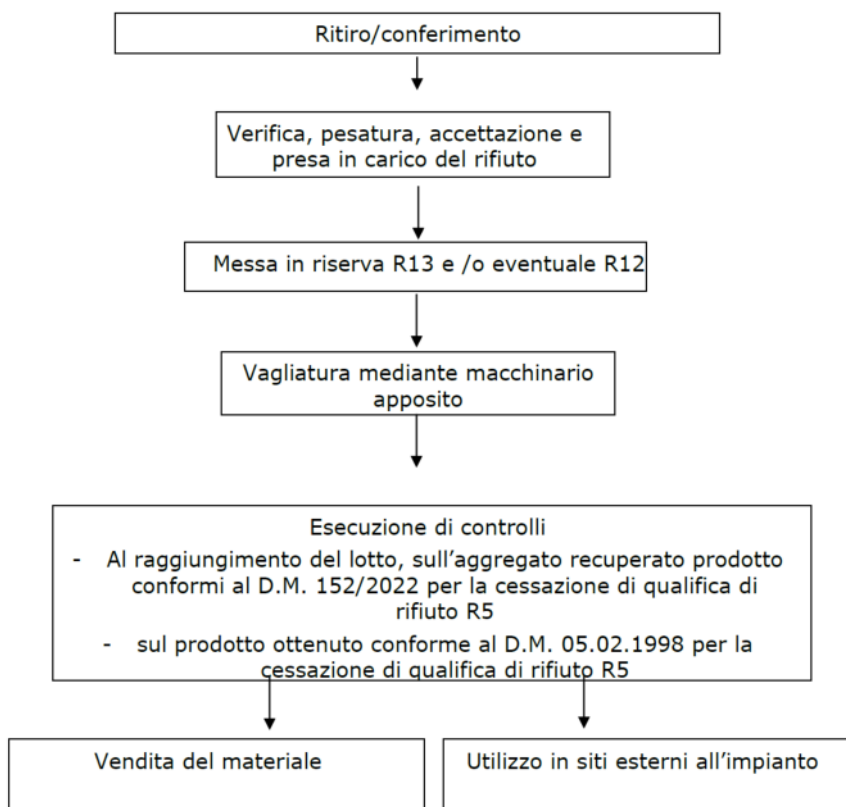 Ritiro/conferimento
Verifica, pesatura, accettazione e
presa in carico del rifiuto
Messa in riserva R13 e /o eventuale R12
Vagliatura mediante macchinario
apposito
Esecuzione di controlli
- Al raggiungimento del lotto, sull’aggregato recuperato prodotto
conformi al D.M. 152/2022 per la cessazione di qualifica di
rifiuto R5
- sul prodotto ottenuto conforme al D.M. 05.02.1998 per la
cessazione di qualifica di rifiuto R5
Vendita del materiale
Utilizzo in siti esterni all’impianto